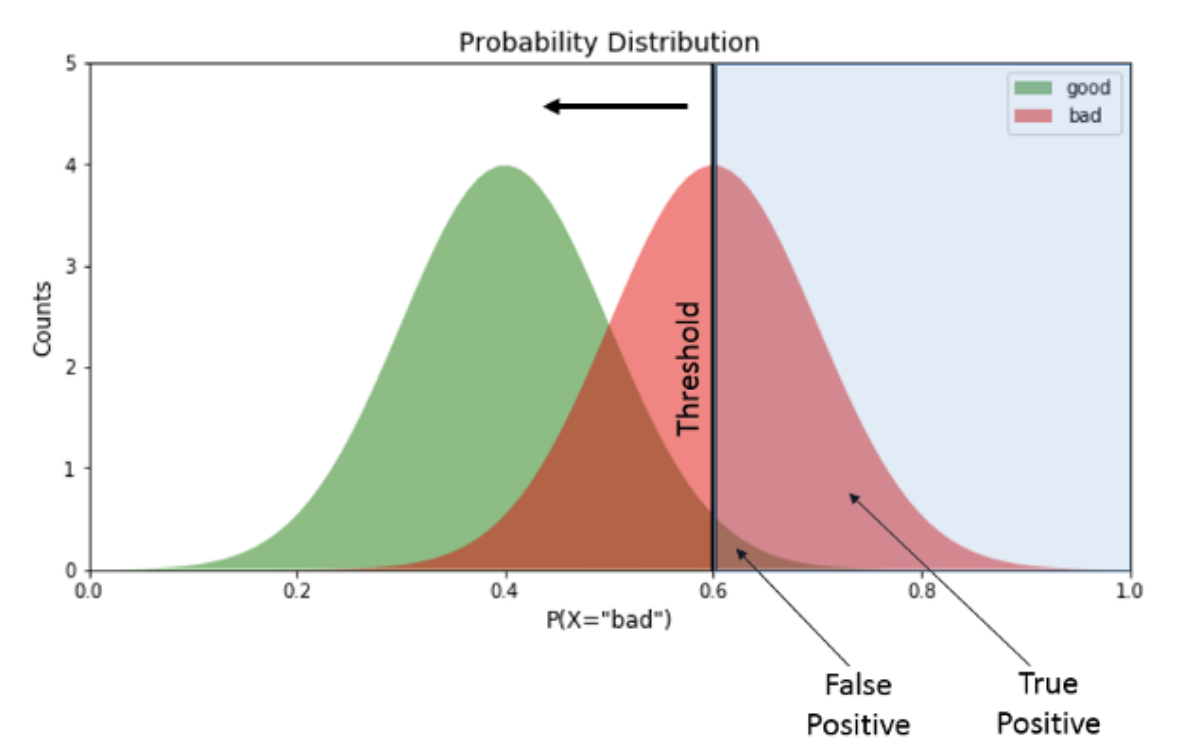 Probability Distribution
5
4
3
2
1
0
Counts
good
bad
Threshold
0.0 0.2 0.4 0.6 0.8 1.0
P(X="bad")
False
Positive
True
Positive